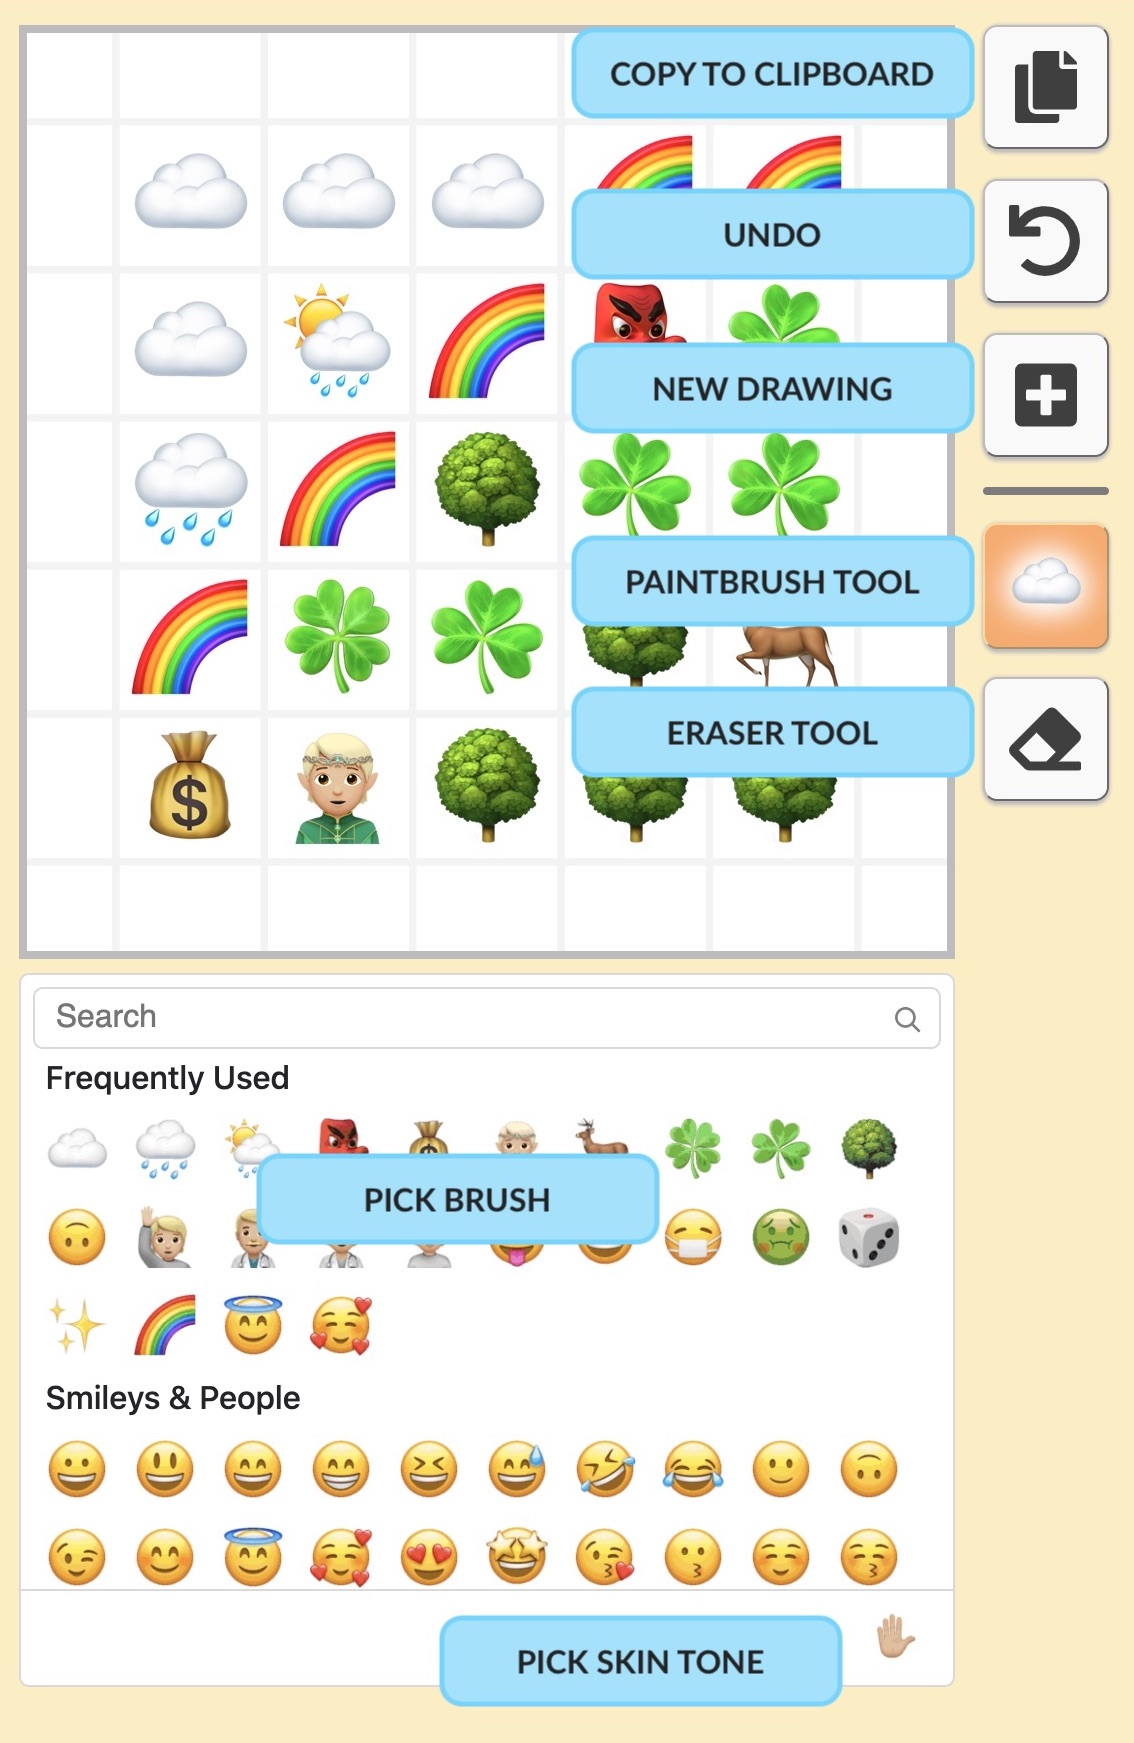 COPY TO CLIPBOARD
UNDO
NEW DRAWING
PAINTBRUSH TOOL
ERASER TOOL
$
Search
Frequently Used
PICK BRUSH
Smileys & People
PICK SKIN TONE